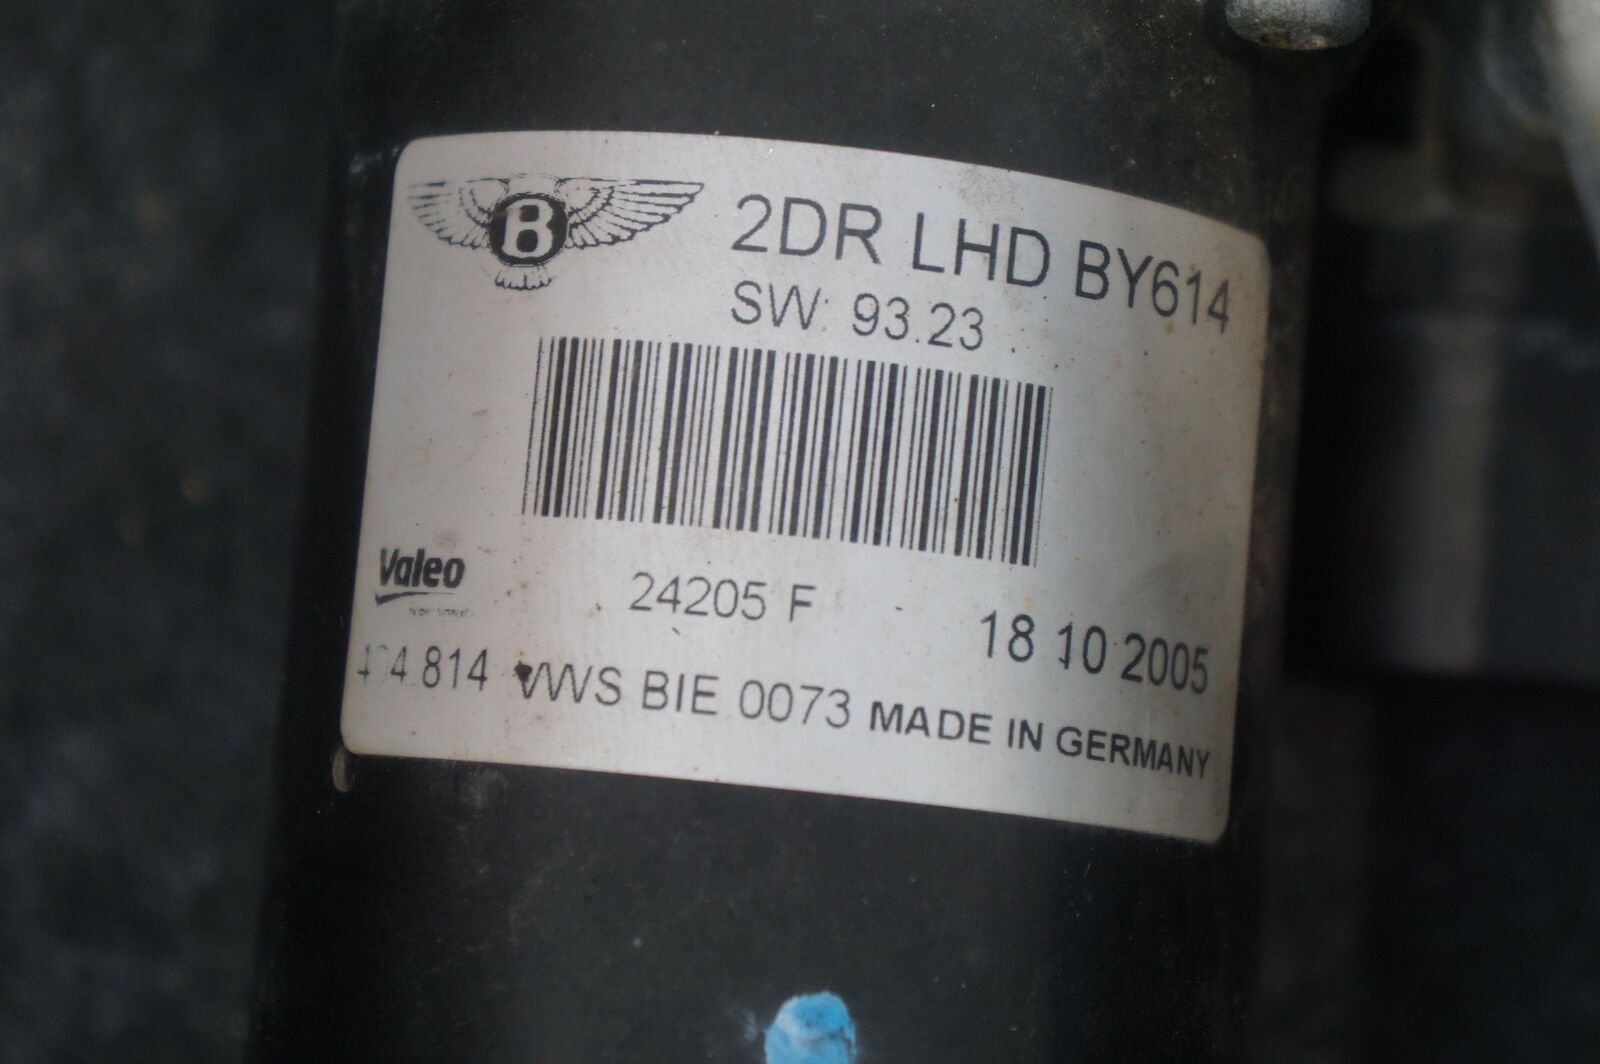 B 2DR LHD BY614
SW: 93.23
Valeo
24205 F 18 10 2005
814 VWS BIE 0073 MADE IN GERMANY